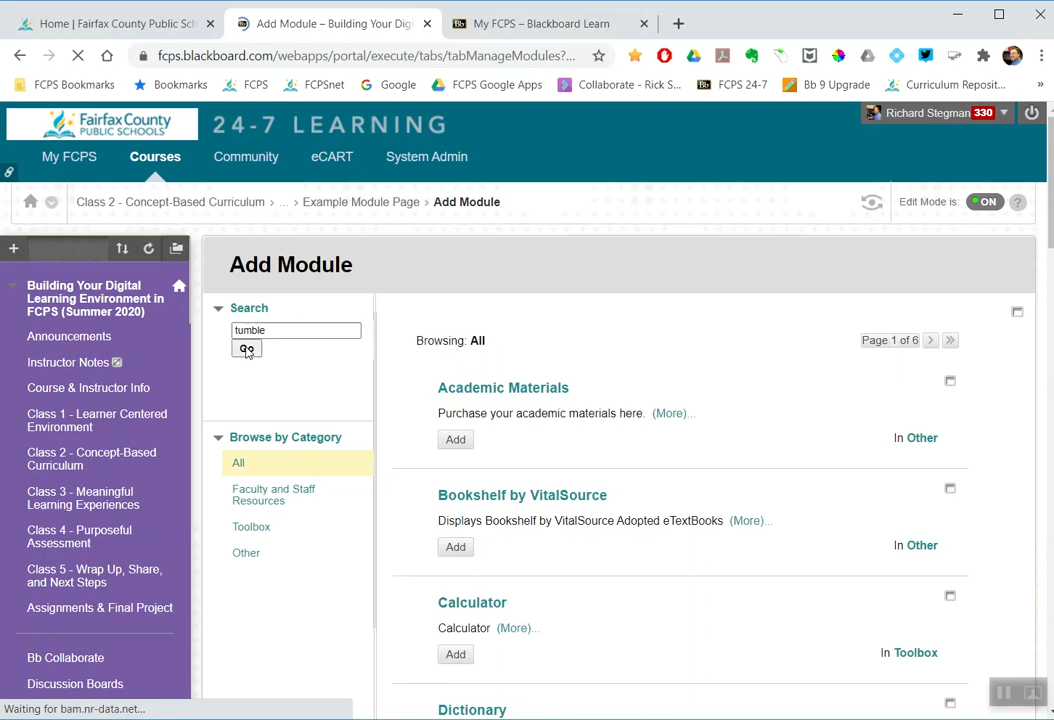 Home | Fairfax County Public Sch
Add Module – Building Your Digi
My FCPS – Blackboard Learn
fcps.blackboard.com/webapps/portal/execute/tabs/tabManageModules?...
FCPS Bookmarks
Bookmarks
FCPS
FCPSnet
Google
FCPS Google Apps
Collaborate - Rick S...
Bb
FCPS 24-7
Bb 9 Upgrade
Curriculum Reposit...
»
Fairfax County
PUBLIC SCHOOLS
24-7 LEARNING
Richard Stegman 330
My FCPS
Courses
Community
eCART
System Admin
Class 2 - Concept-Based Curriculum > ... > Example Module Page > Add Module
Edit Mode is: ON ?
Building Your Digital
Learning Environment in
FCPS (Summer 2020)
Announcements
Instructor Notes
Course & Instructor Info
Class 1 - Learner Centered
Environment
Class 2 - Concept-Based
Curriculum
Class 3 - Meaningful
Learning Experiences
Class 4 - Purposeful
Assessment
Class 5 - Wrap Up, Share,
and Next Steps
Assignments & Final Project
Bb Collaborate
Discussion Boards
Waiting for bam.nr-data.net...
Add Module
Search
tumble
Go
Browse by Category
All
Faculty and Staff
Resources
Toolbox
Other
Browsing: All
Page 1 of 6 > »
Academic Materials
Purchase your academic materials here. (More)...
Add
In Other
Bookshelf by VitalSource
Displays Bookshelf by VitalSource Adopted eTextBooks (More)...
Add
In Other
Calculator
Calculator (More)...
Add
In Toolbox
Dictionary